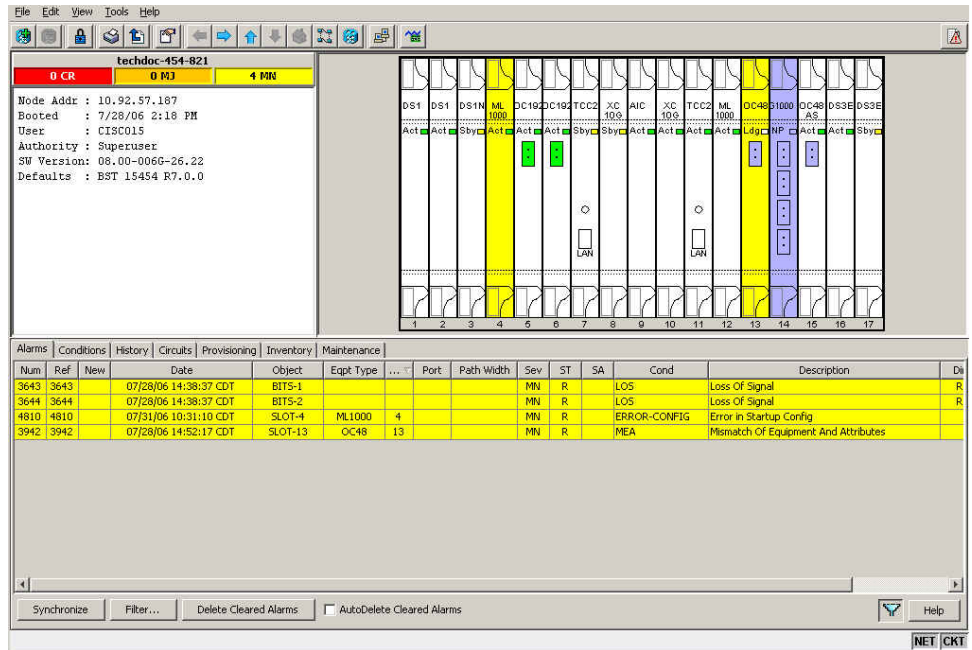 File Edit View Tools Help
techdoc-454-821
0 CR 0 MJ 4 MN
Node Addr : 10.92.57.187
Booted : 7/28/06 2:18 PM
User : CISCO15
Authority : Superuser
SW Version: 08.00-006G-26.22
Defaults : BST 15454 R7.0.0
DS1 DS1 DS1N ML 1000 OC192 OC192 TCC2 XC 10G AIC XC 10G TCC2 ML 1000 OC48 G1000 OC48 AS DS3E DS3E
Act Act Sby Act Act Act Sby Sby Act Act Act Act Ldg NP Act Act Sby
LAN LAN
1 2 3 4 5 6 7 8 9 10 11 12 13 14 15 16 17
Alarms Conditions History Circuits Provisioning Inventory Maintenance
Num Ref New Date Object Eqpt Type ... Port Path Width Sev ST SA Cond Description Di
3643 3643 07/28/06 14:38:37 CDT BITS-1 MN R LOS Loss Of Signal R
3644 3644 07/28/06 14:38:37 CDT BITS-2 MN R LOS Loss Of Signal R
4810 4810 07/31/06 10:31:10 CDT SLOT-4 ML1000 4 MN R ERROR-CONFIG Error in Startup Config
3942 3942 07/28/06 14:52:17 CDT SLOT-13 OC48 13 MN R MEA Mismatch Of Equipment And Attributes
Synchronize Filter... Delete Cleared Alarms AutoDelete Cleared Alarms Help
NET CKT